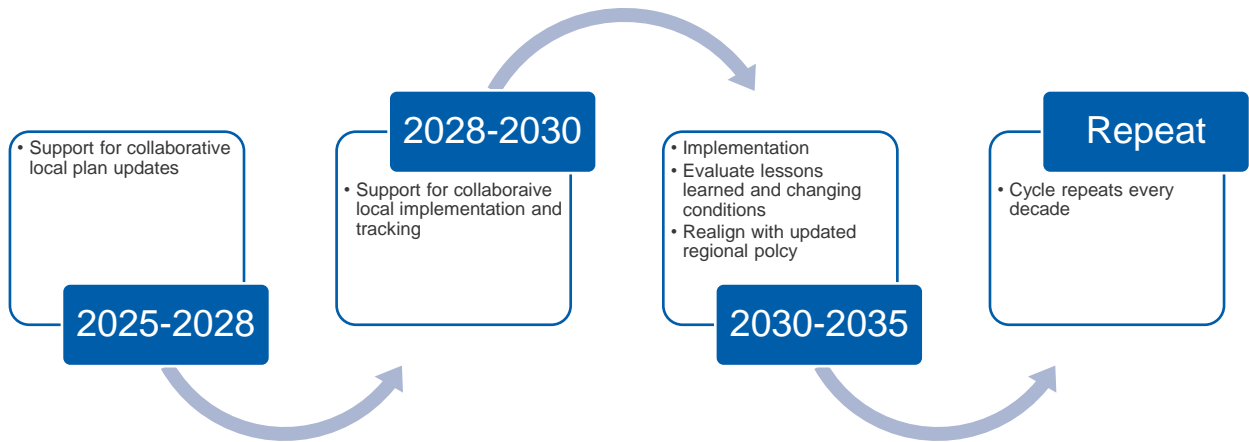 • Support for collaborative
local plan updates
2025-2028
2028-2030
• Support for collaboraive
local implementation and
tracking
• Implementation
• Evaluate lessons
learned and changing
conditions
• Realign with updated
regional polcy
2030-2035
Repeat
• Cycle repeats every
decade